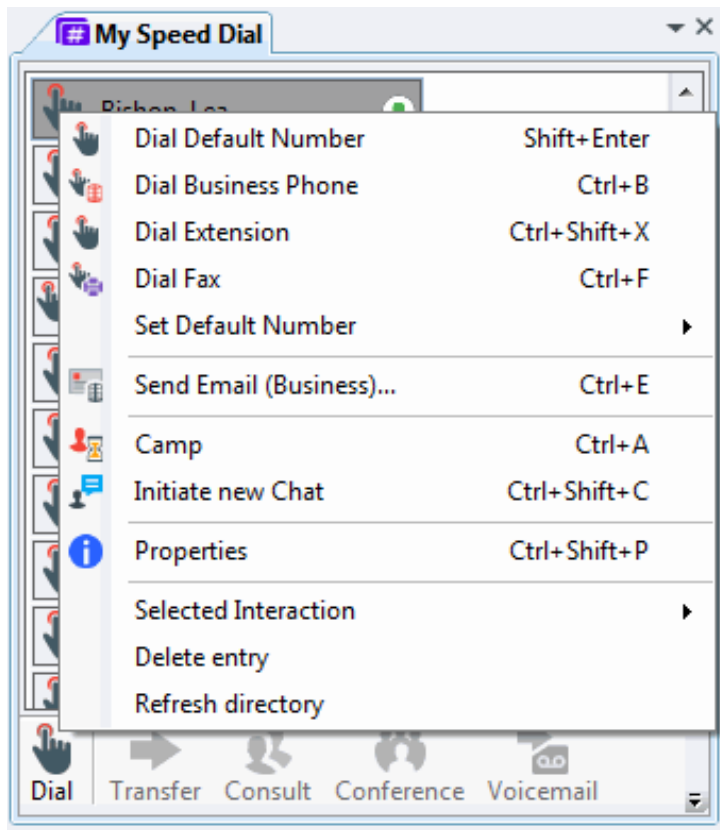 # My Speed Dial
Bishop, Lea
Dial Default Number Shift+Enter
Dial Business Phone Ctrl+B
Dial Extension Ctrl+Shift+X
Dial Fax Ctrl+F
Set Default Number
Send Email (Business)... Ctrl+E
Camp Ctrl+A
Initiate new Chat Ctrl+Shift+C
Properties Ctrl+Shift+P
Selected Interaction
Delete entry
Refresh directory
Dial Transfer Consult Conference Voicemail